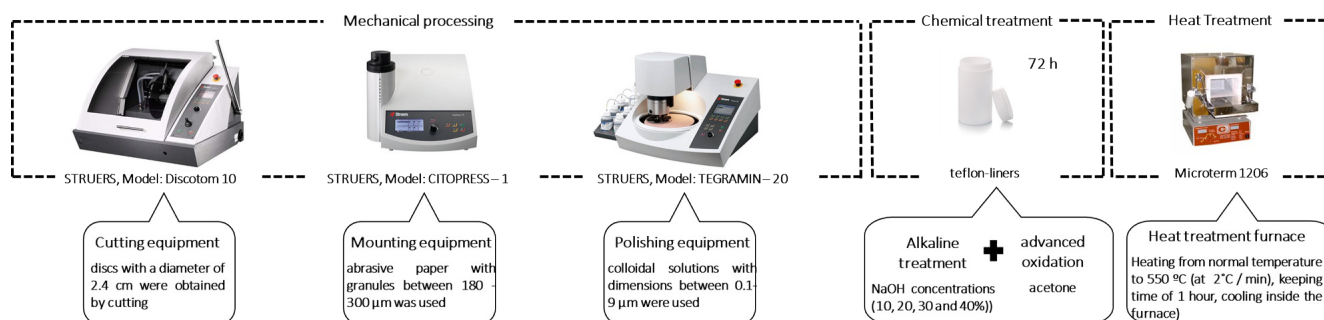 Mechanical processing
Chemical treatment
Heat Treatment
72 h
Struers
STRUERS, Model: Discotom 10
STRUERS, Model: CITOPRESS – 1
STRUERS, Model: TEGRAMIN – 20
teflon-liners
Microterm 1206
Cutting equipment
discs with a diameter of
2.4 cm were obtained
by cutting
Mounting equipment
abrasive paper with
granules between 180 -
300 µm was used
Polishing equipment
colloidal solutions with
dimensions between 0.1-
9 µm were used
Alkaline
treatment
advanced
oxidation
NaOH concentrations
(10, 20, 30 and 40%))
acetone
Heat treatment furnace
Heating from normal temperature
to 550 ºC (at 2˚C / min), keeping
time of 1 hour, cooling inside the
furnace)